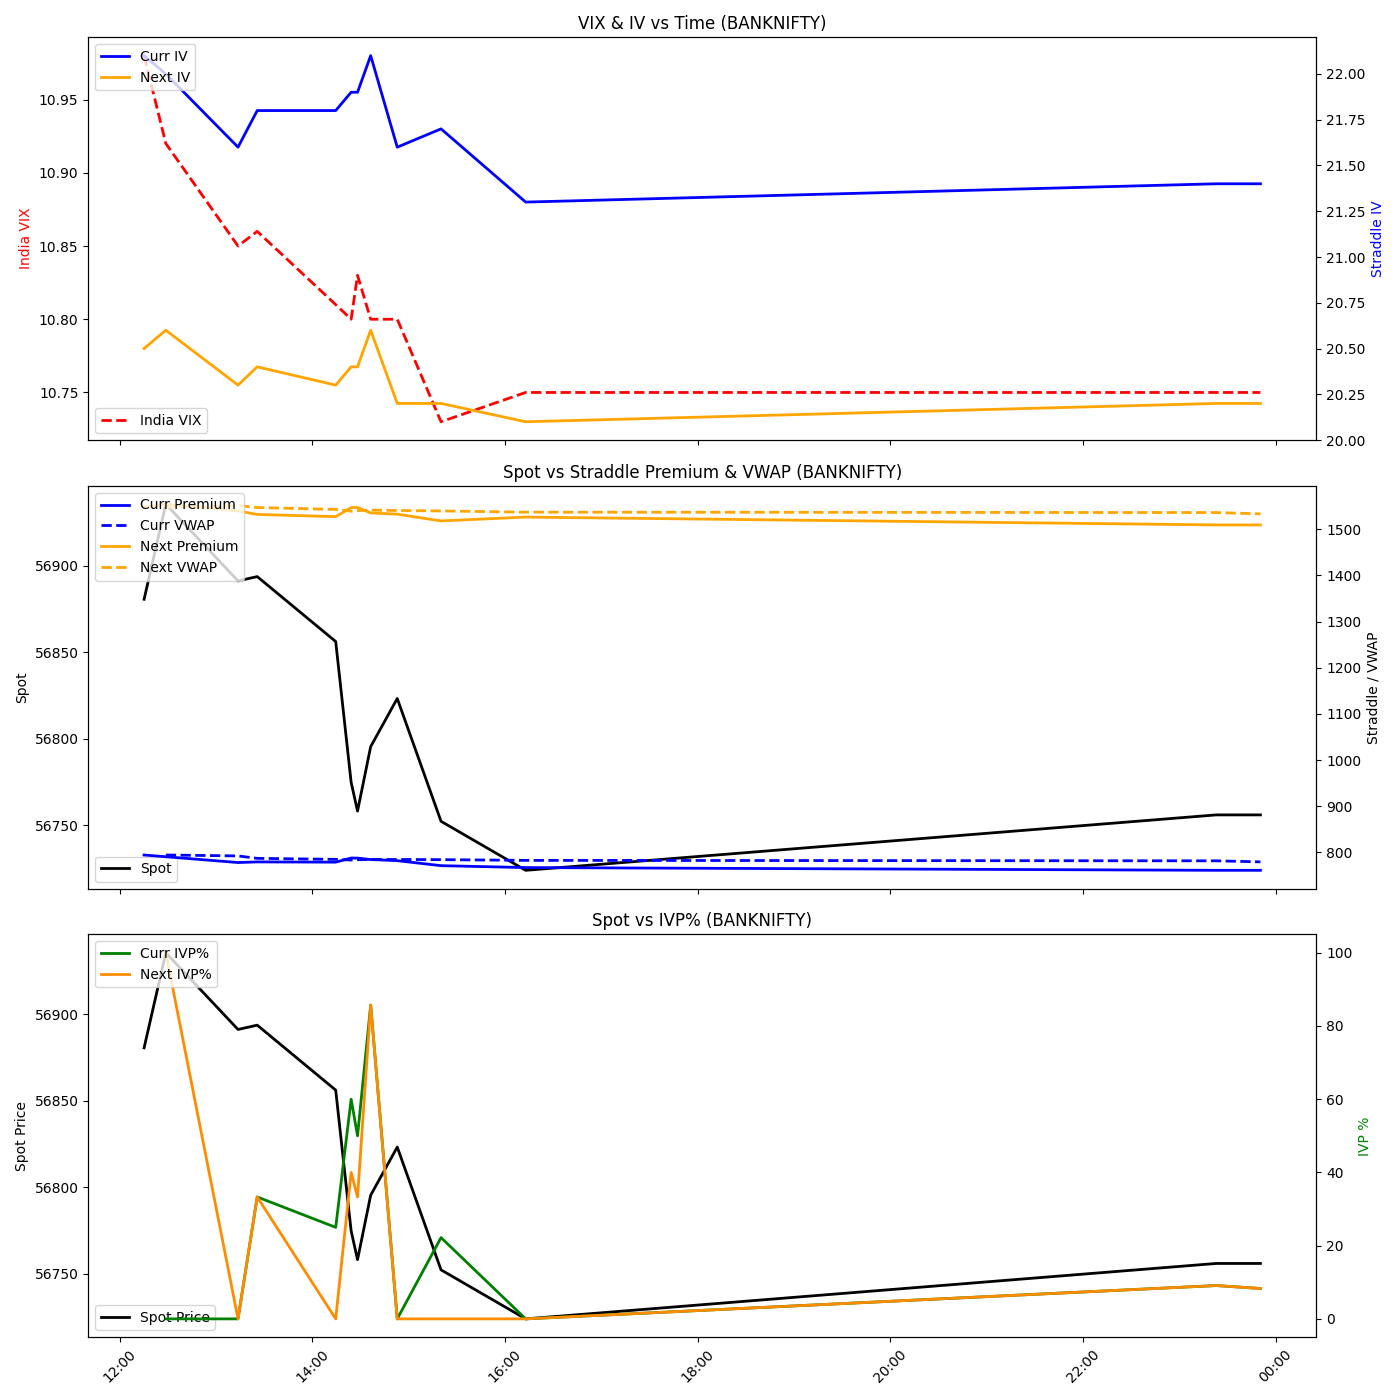 VIX & IV vs Time (BANKNIFTY)
Curr IV
Next IV
India VIX
10.95
10.90
10.85
10.80
10.75
India VIX
22.00
21.75
21.50
21.25
21.00
20.75
20.50
20.25
20.00
Straddle IV
Spot vs Straddle Premium & VWAP (BANKNIFTY)
Curr Premium
Curr VWAP
Next Premium
Next VWAP
Spot
56900
56850
56800
56750
Spot
1500
1400
1300
1200
1100
1000
900
800
Straddle / VWAP
Spot vs IVP% (BANKNIFTY)
Curr IVP%
Next IVP%
Spot Price
56900
56850
56800
56750
Spot Price
100
80
60
40
20
0
IVP %
12:00
14:00
16:00
18:00
20:00
22:00
00:00